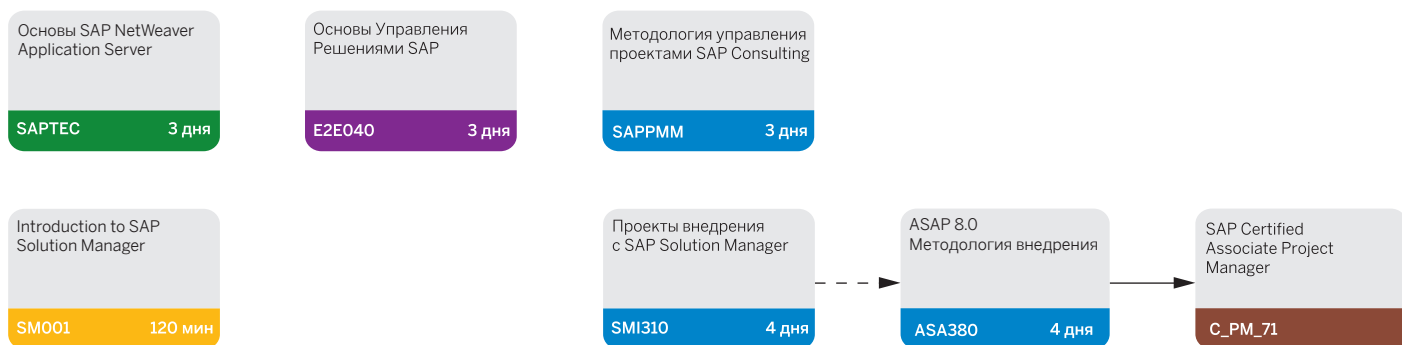 Основы SAP NetWeaver
Application Server
SAPTEC 3 дня
Основы Управления
Решениями SAP
E2E040 3 дня
Методология управления
проектами SAP Consulting
SAPPMM 3 дня
Introduction to SAP
Solution Manager
SM001 120 мин
Проекты внедрения
с SAP Solution Manager
SMI310 4 дня
ASAP 8.0
Методология внедрения
ASA380 4 дня
SAP Certified
Associate Project
Manager
C_PM_71